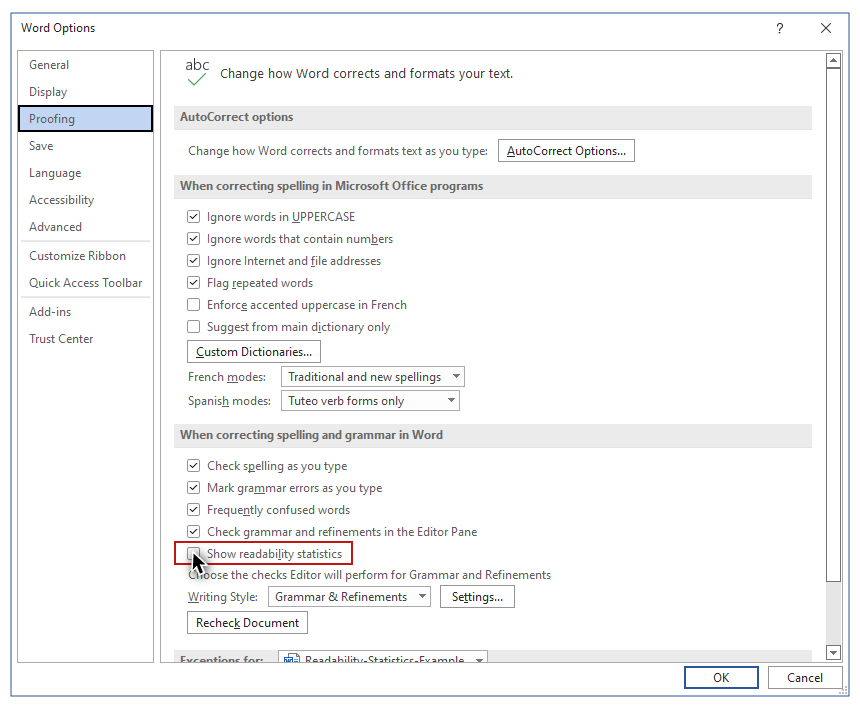 Word Options
?
General
Display
Proofing
Save
Language
Accessibility
Advanced
Customize Ribbon
Quick Access Toolbar
Add-ins
Trust Center
abc
Change how Word corrects and formats your text.
AutoCorrect options
Change how Word corrects and formats text as you type: AutoCorrect Options...
When correcting spelling in Microsoft Office programs
Ignore words in UPPERCASE
Ignore words that contain numbers
Ignore Internet and file addresses
Flag repeated words
Enforce accented uppercase in French
Suggest from main dictionary only
Custom Dictionaries...
French modes: Traditional and new spellings
Spanish modes: Tuteo verb forms only
When correcting spelling and grammar in Word
Check spelling as you type
Mark grammar errors as you type
Frequently confused words
Check grammar and refinements in the Editor Pane
Show readability statistics
Choose the checks Editor will perform for Grammar and Refinements
Writing Style: Grammar & Refinements Settings...
Recheck Document
Exceptions for: Readability-Statistics-Example
OK Cancel